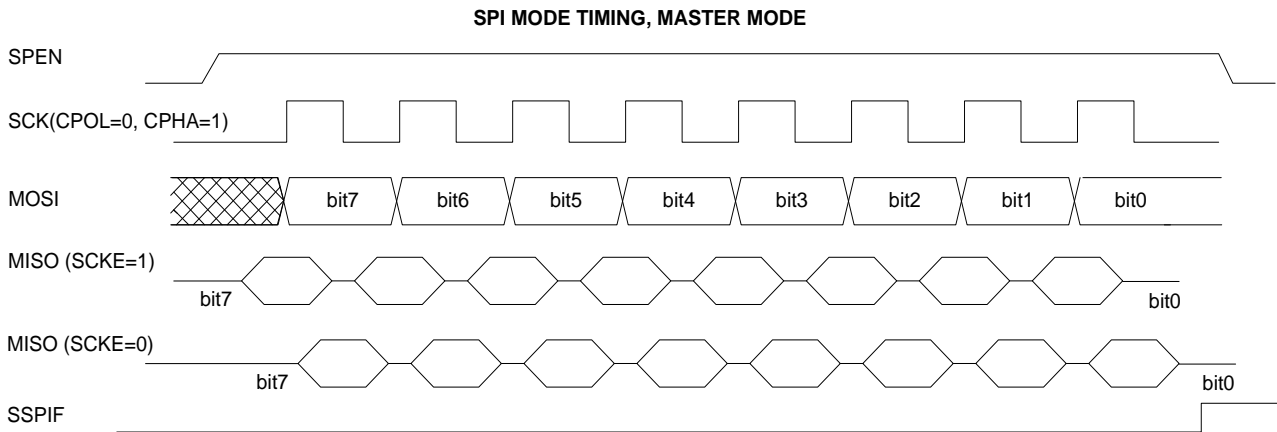 SPI MODE TIMING, MASTER MODE
SPEN
SCK(CPOL=0, CPHA=1)
MOSI bit7 bit6 bit5 bit4 bit3 bit2 bit1 bit0
MISO (SCKE=1)
bit7 bit0
MISO (SCKE=0)
bit7 bit0
SSPIF